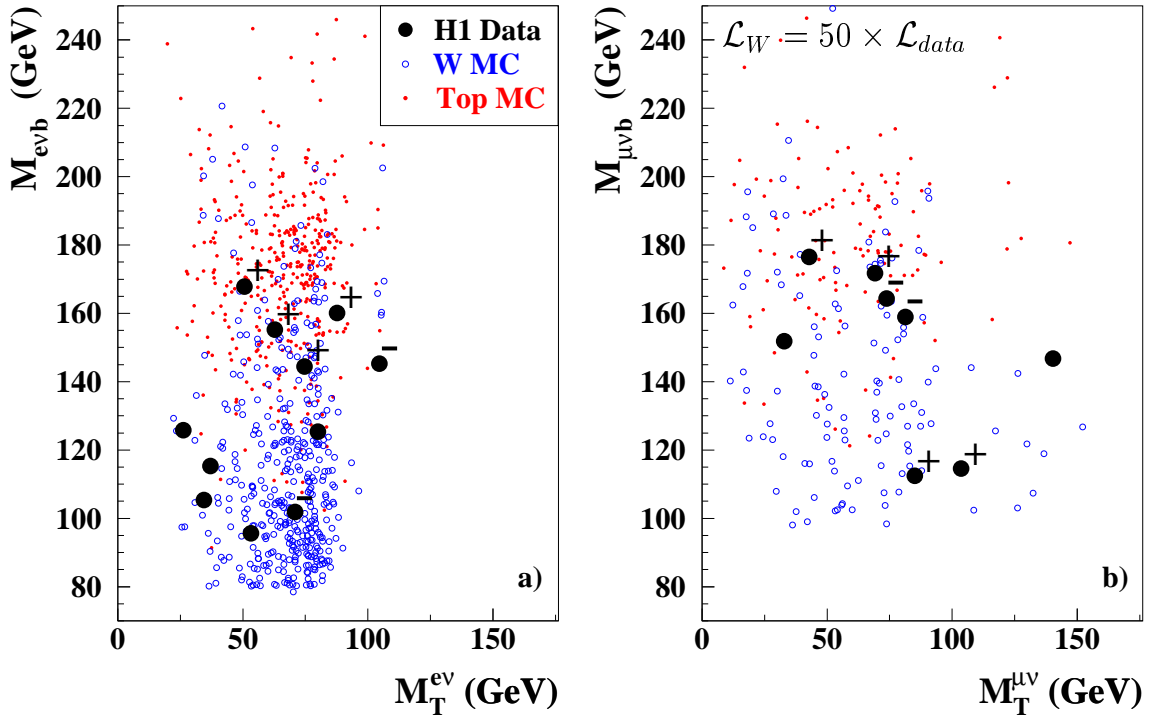 H1 Data
W MC
Top MC
M_eνb (GeV)
240
220
200
180
160
140
120
100
80
0
50
100
150
a)
M_T^eν (GeV)
𝓛_W = 50 × 𝓛_data
M_μνb (GeV)
240
220
200
180
160
140
120
100
80
0
50
100
150
b)
M_T^μν (GeV)